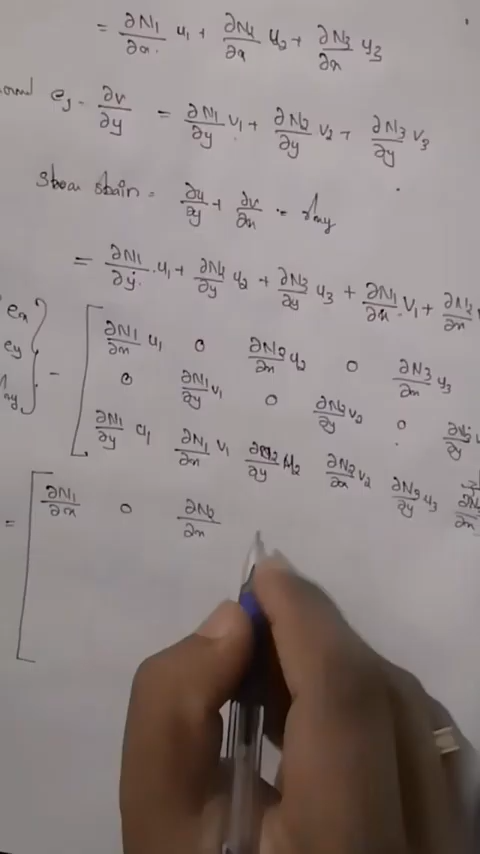 = ∂N₁/∂x u₁ + ∂N₂/∂x u₂ + ∂N₃/∂x u₃
ey = ∂v/∂y = ∂N₁/∂y v₁ + ∂N₂/∂y v₂ + ∂N₃/∂y v₃
Shear strain = ∂u/∂y + ∂v/∂x = γxy
= ∂N₁/∂y u₁ + ∂N₂/∂y u₂ + ∂N₃/∂y u₃ + ∂N₁/∂x v₁ + ∂N₂/∂x
ex ∂N₁/∂x u₁ 0 ∂N₂/∂x u₂ 0 ∂N₃/∂x u₃
ey = 0 ∂N₁/∂y v₁ 0 ∂N₂/∂y v₂ 0
xy ∂N₁/∂y u₁ ∂N₁/∂x v₁ ∂N₂/∂y u₂ ∂N₂/∂x v₂ ∂N₃/∂y u₃
= [ ∂N₁/∂x 0 ∂N₂/∂x